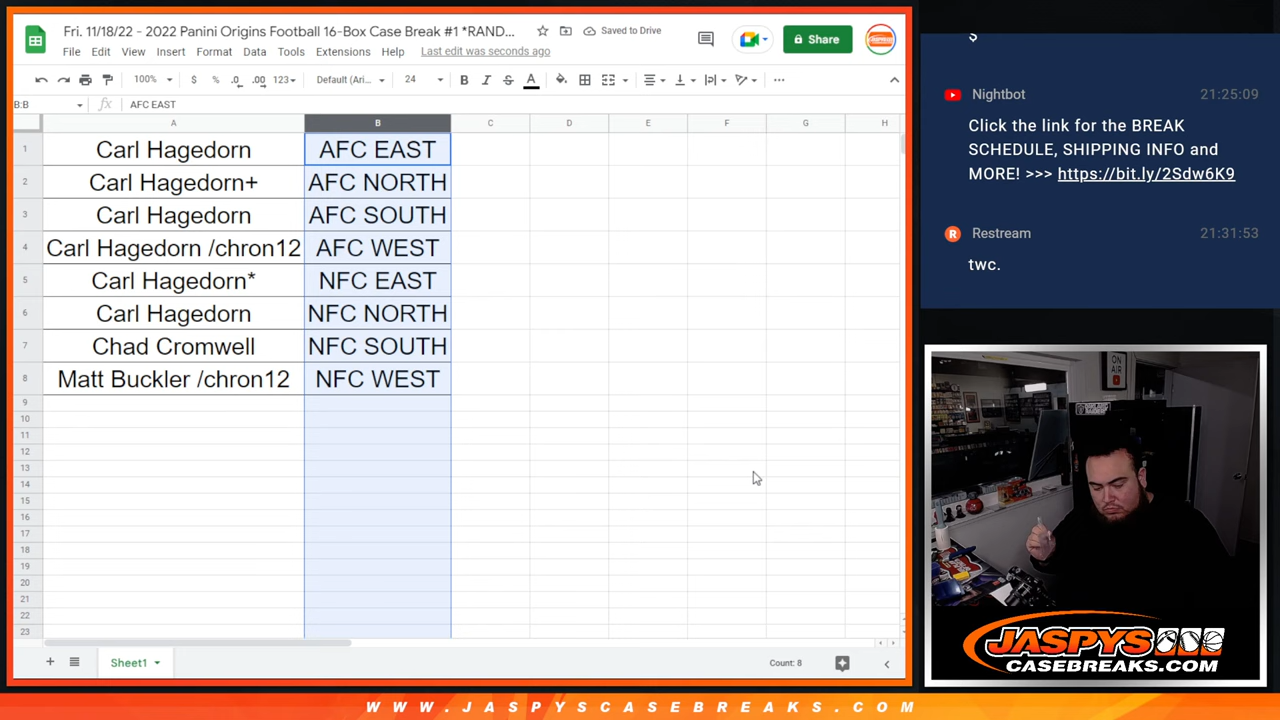 Fri. 11/18/22 - 2022 Panini Origins Football 16-Box Case Break #1 *RAND...
Saved to Drive
Share
File Edit View Insert Format Data Tools Extensions Help Last edit was seconds ago
100% $ % .0 .00 123 Default (Ari... 24 B I S A
B:B fx AFC EAST
A B C D E F G H
1 Carl Hagedorn AFC EAST
2 Carl Hagedorn+ AFC NORTH
3 Carl Hagedorn AFC SOUTH
4 Carl Hagedorn /chron12 AFC WEST
5 Carl Hagedorn* NFC EAST
6 Carl Hagedorn NFC NORTH
7 Chad Cromwell NFC SOUTH
8 Matt Buckler /chron12 NFC WEST
9
10
11
12
13
14
15
16
17
18
19
20
21
22
23
Sheet1
Count: 8
Nightbot 21:25:09
Click the link for the BREAK
SCHEDULE, SHIPPING INFO and
MORE! >>> https://bit.ly/2Sdw6K9
Restream 21:31:53
twc.
ON
AIR
JASPYS
CASEBREAKS.COM
WWW.JASPYSCASEBREAKS.COM